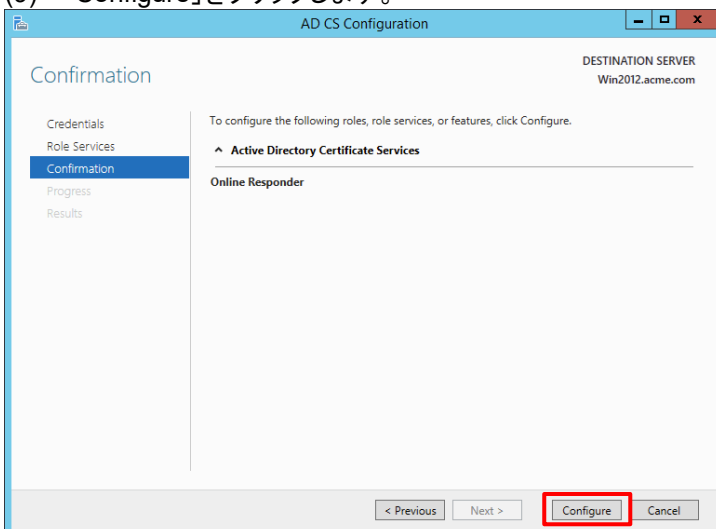 Configure]をクリックします。
AD CS Configuration
Confirmation
DESTINATION SERVER
Win2012.acme.com
Credentials
Role Services
Confirmation
Progress
Results
To configure the following roles, role services, or features, click Configure.
Active Directory Certificate Services
Online Responder
< Previous
Next >
Configure
Cancel